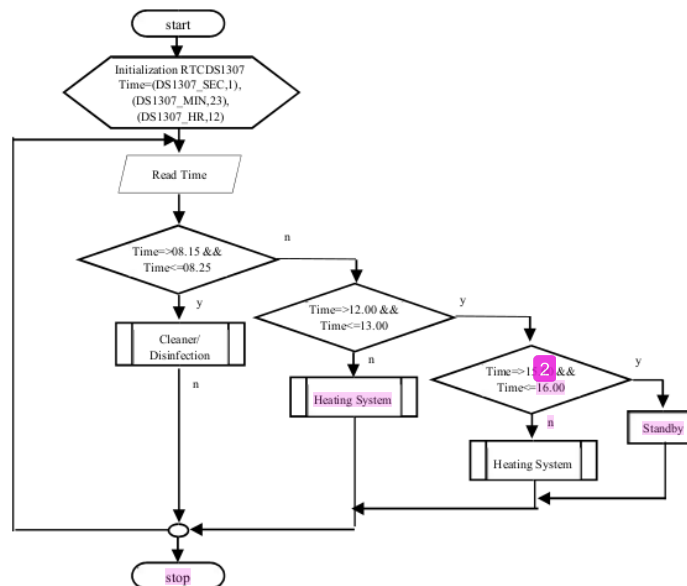 start
Initialization RTCDS1307
Time=(DS1307_SEC,1),
(DS1307_MIN,23),
(DS1307_HR,12)
Read Time
Time=>08.15 &&
Time<=08.25
n
y
Cleaner/
Disinfection
n
Time=>12.00 &&
Time<=13.00
y
n
Heating System
2
&&
Time<=16.00
y
n
Heating System
Standby
stop